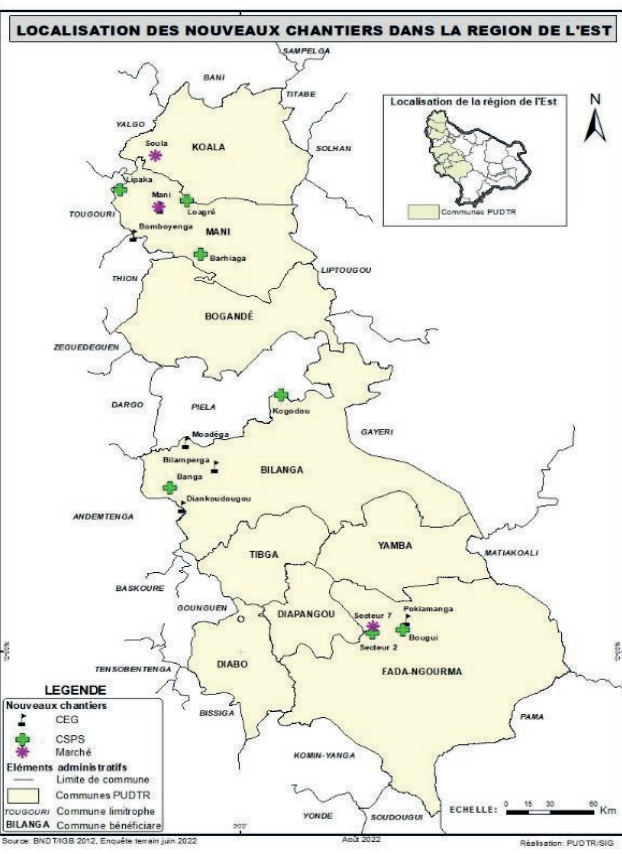 LOCALISATION DES NOUVEAUX CHANTIERS DANS LA REGION DE L'EST
SAMPELGA
BANI
TITABE
Localisation de la région de l'Est
N
YALGO
Soula
KOALA
SOLHAN
Lipaka
Mani
Loagré
TOUGOURI
Communes PUDTR
Bomboyenga
MANI
Barhiaga
THION
LIPTOUGOU
BOGANDÉ
ZEGUEDEGUEN
DARGO
PIELA
Kogodou
GAYERI
Moadéga
Bilamperga
BILANGA
Banga
Diankoudougou
ANDEMTENGA
YAMBA
TIBGA
MATIAKOALI
BASKOURE
GOUNGUEN
DIAPANGOU
Pokiamanga
Secteur 7
Bougui
Secteur 2
DIABO
FADA-NGOURMA
TENSOBENTENGA
LEGENDE
Nouveaux chantiers
CEG
CSPS
Marché
Eléments administratifs
Limite de commune
Communes PUDTR
TOUGOURI Commune limitrophe
BILANGA Commune bénéficiare
BISSIGA
PAMA
KOMIN-YANGA
ECHELLE: 0 15 30 60 Km
YONDE
SOUDOUGUI
Source: BNDT/IGB 2012, Enquête terrain juin 2022
0°0'0"
Août 2022
Réalisation: PUDTR/SIG